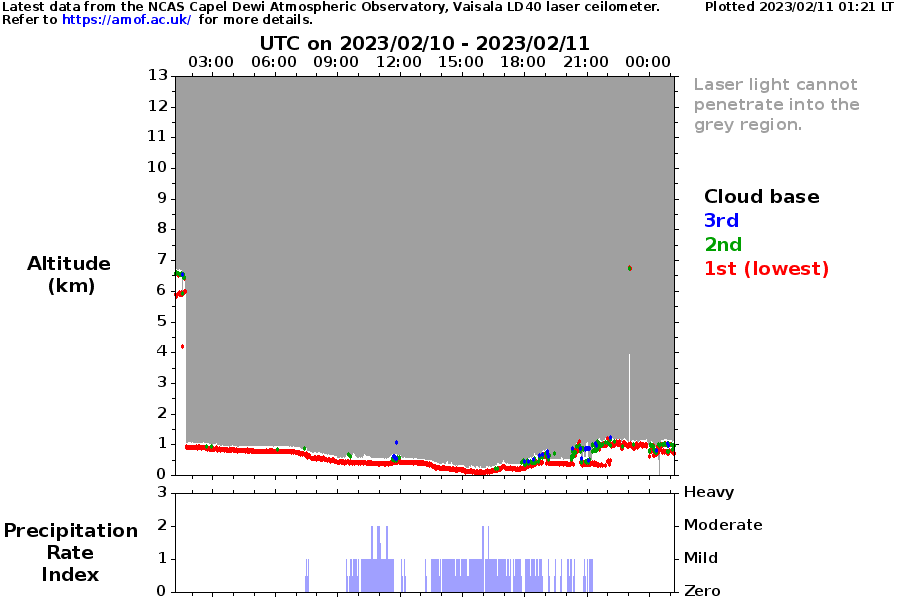 Latest data from the NCAS Capel Dewi Atmospheric Observatory, Vaisala LD40 laser ceilometer. Plotted 2023/02/11 01:21 LT
Refer to https://amof.ac.uk/ for more details.
UTC on 2023/02/10 - 2023/02/11
03:00 06:00 09:00 12:00 15:00 18:00 21:00 00:00
13
12
11
10
9
8
7
6
5
4
3
2
1
0
Altitude
(km)
Laser light cannot
penetrate into the
grey region.
Cloud base
3rd
2nd
1st (lowest)
3 Heavy
2 Moderate
1 Mild
0 Zero
Precipitation
Rate
Index